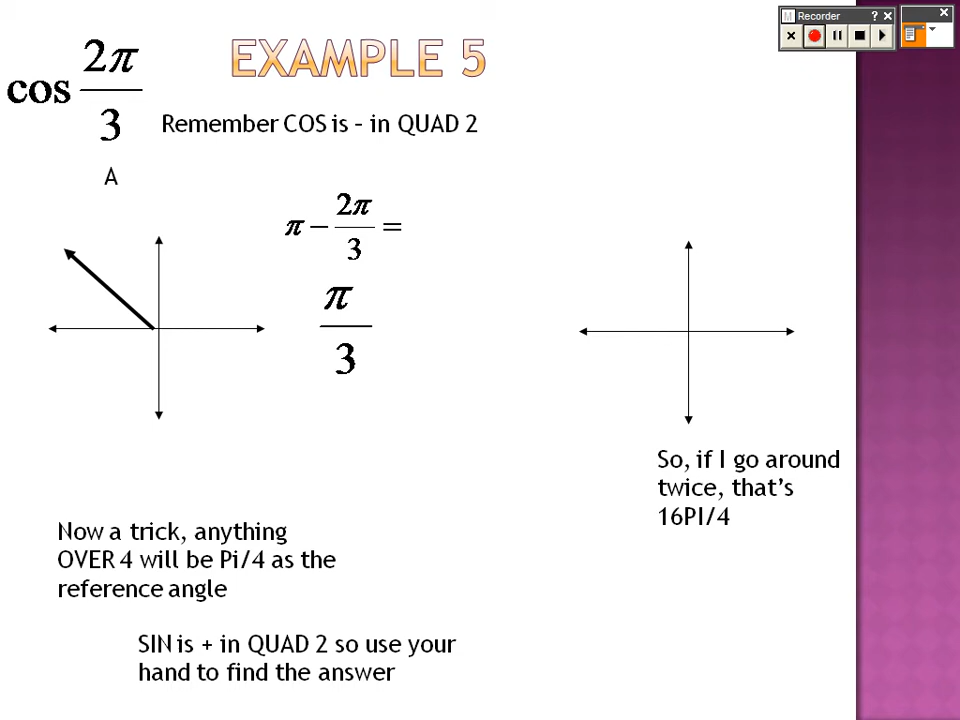 Recorder
EXAMPLE 5
cos 2π/3
Remember COS is – in QUAD 2
A
π − 2π/3 =
π/3
So, if I go around
twice, that's
16PI/4
Now a trick, anything
OVER 4 will be Pi/4 as the
reference angle
SIN is + in QUAD 2 so use your
hand to find the answer